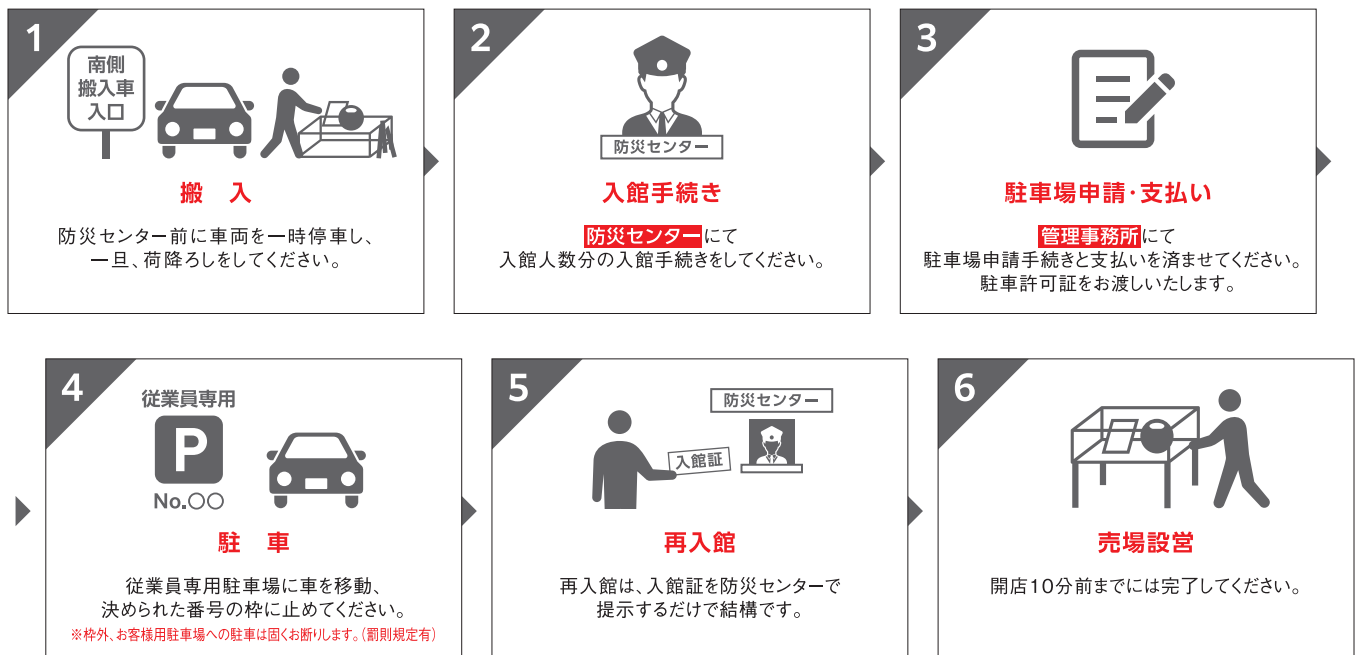 1
南側
搬入車
入口
搬 入
防災センター前に車両を一時停車し、
一旦、荷降ろしをしてください。
2
防災センター
入館手続き
防災センターにて
入館人数分の入館手続きをしてください。
3
駐車場申請・支払い
管理事務所にて
駐車場申請手続きと支払いを済ませてください。
駐車許可証をお渡しいたします。
4
従業員専用
P
No.〇〇
駐 車
従業員専用駐車場に車を移動、
決められた番号の枠に止めてください。
※枠外、お客様用駐車場への駐車は固くお断りします。(罰則規定有)
5
防災センター
入館証
再入館
再入館は、入館証を防災センターで
提示するだけで結構です。
6
売場設営
開店10分前までには完了してください。